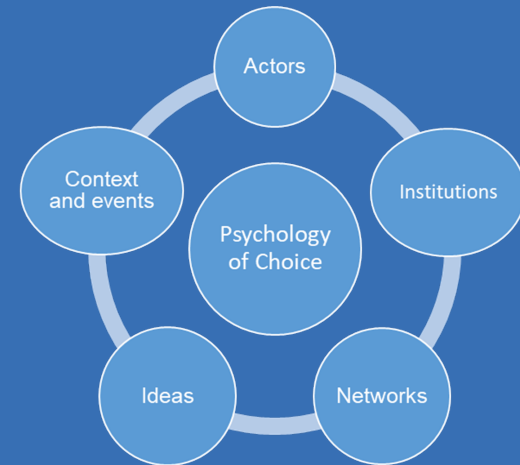 Actors
Context
and events
Institutions
Psychology
of Choice
Ideas
Networks